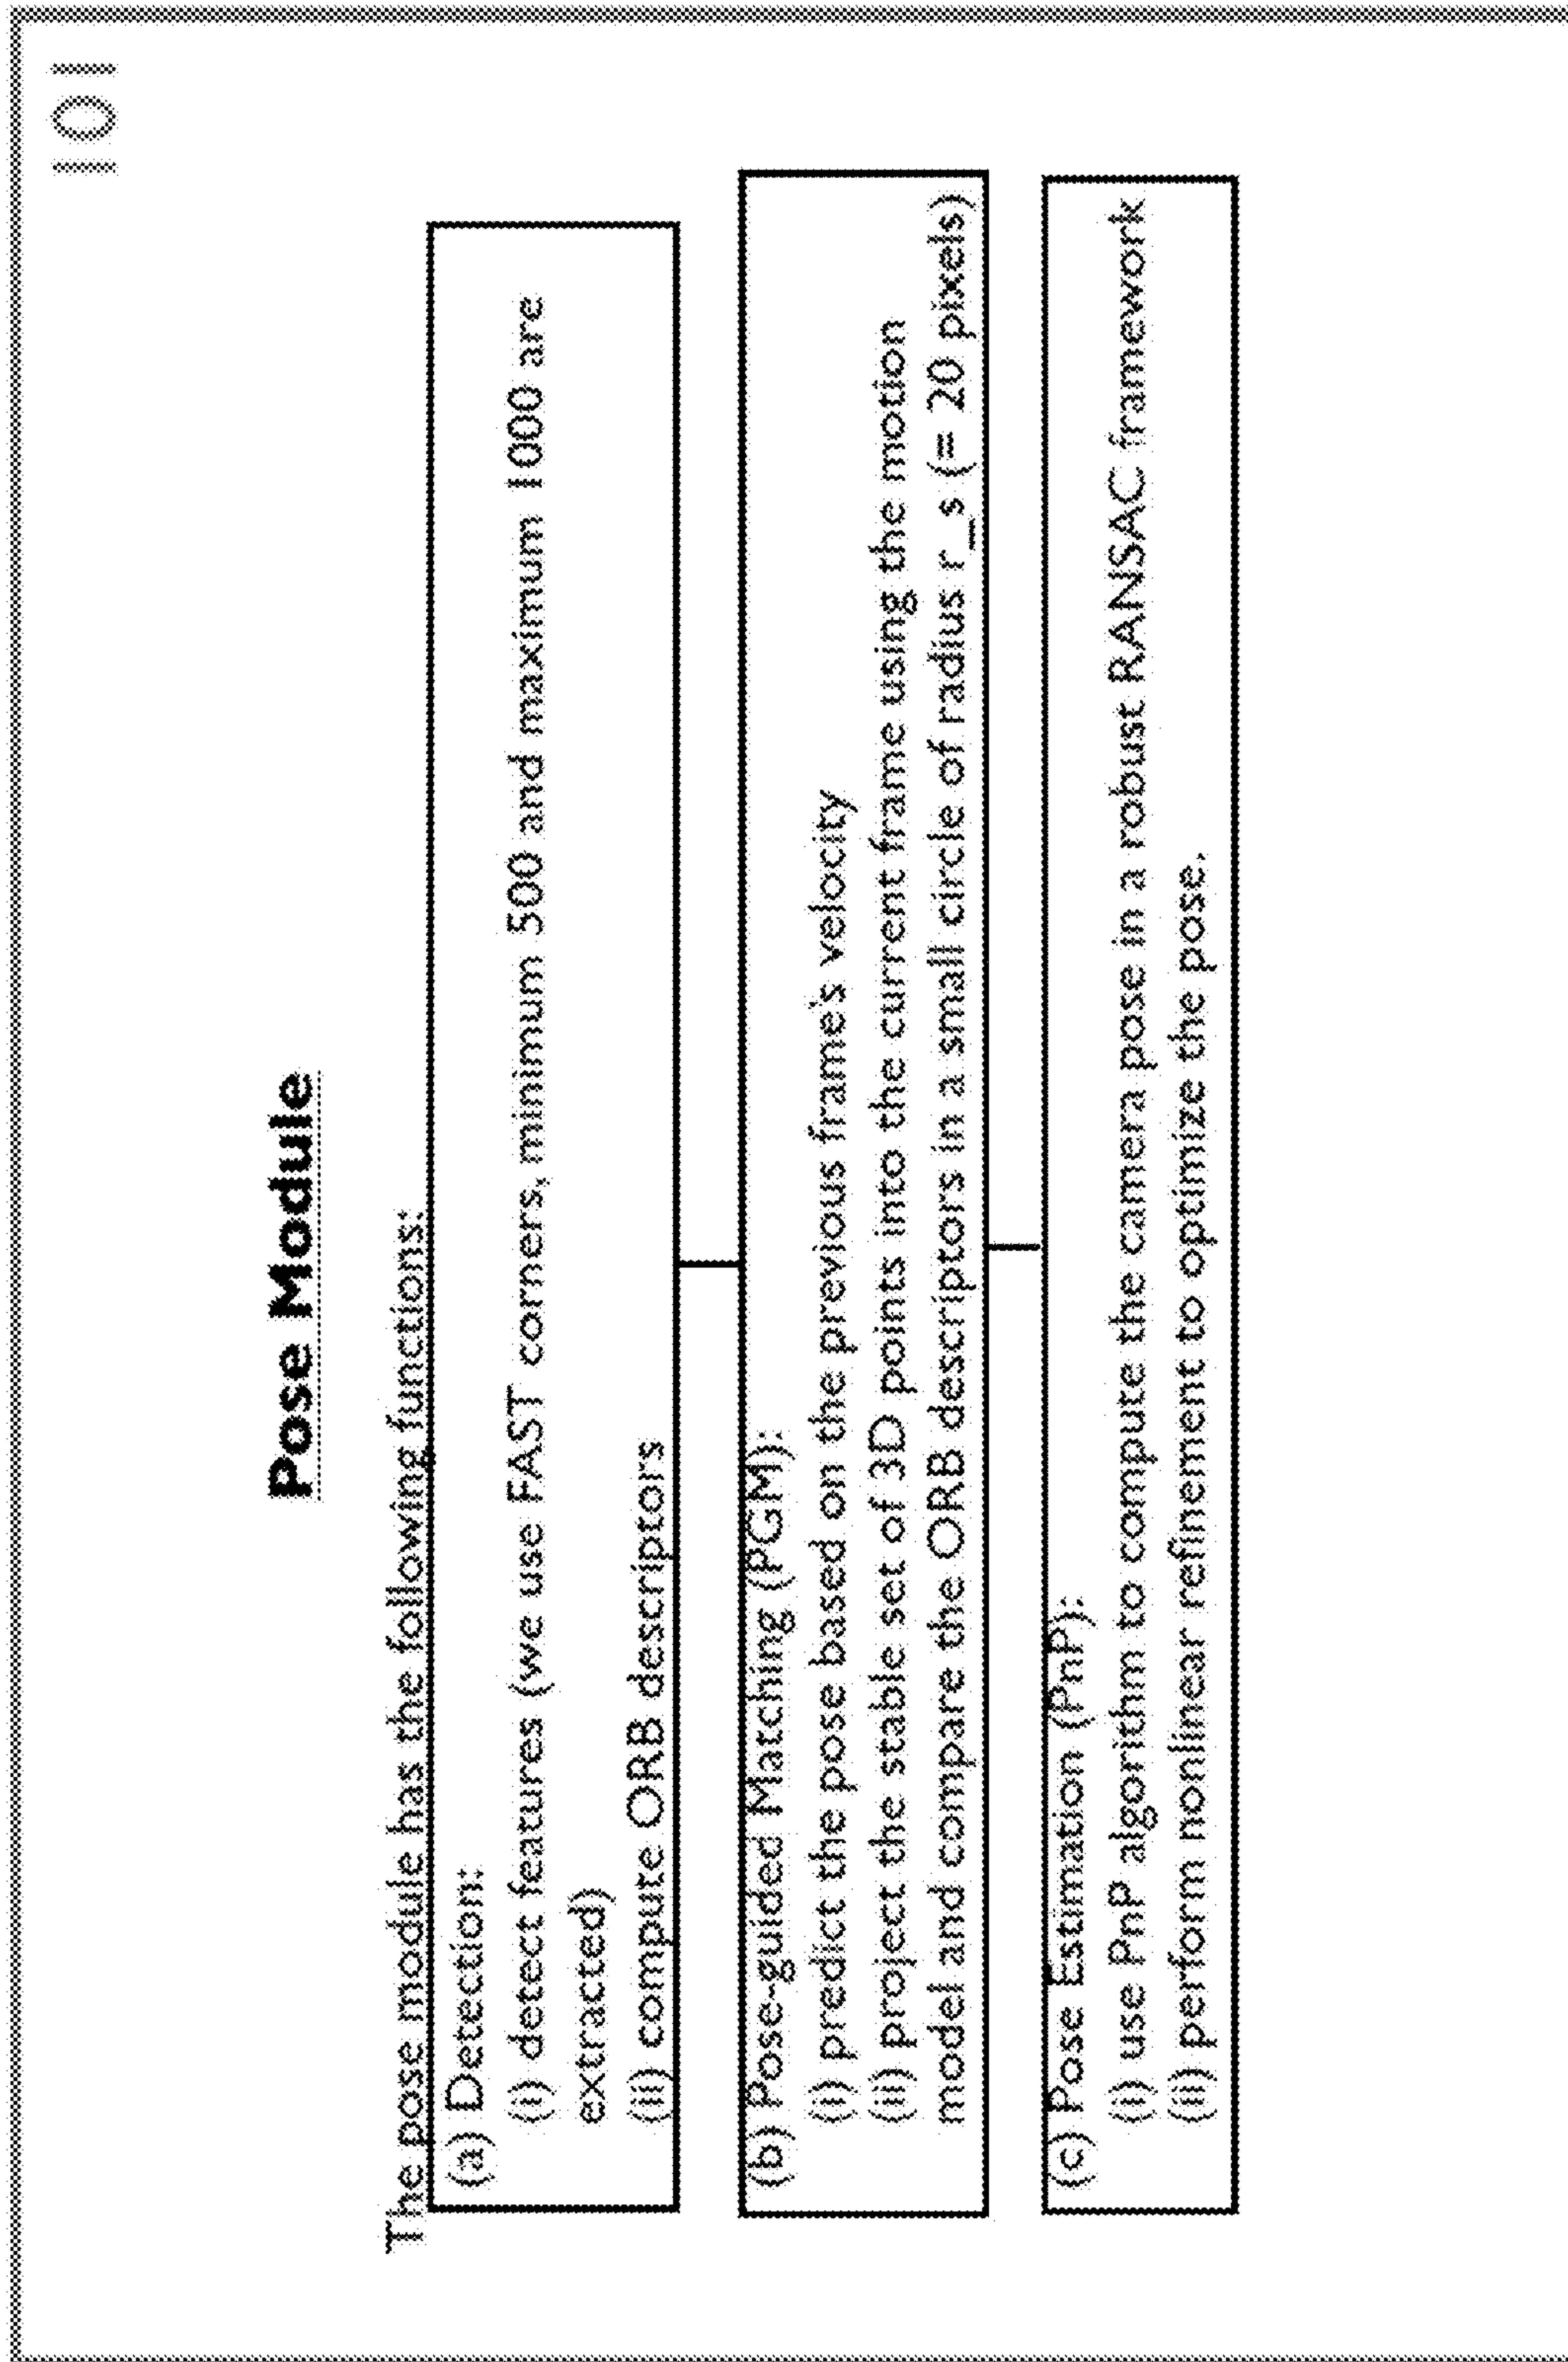 101
Pose Module
The pose module has the following functions:
(a) Detection:
(i) detect features (we use FAST corners, minimum 500 and maximum 1000 are
extracted)
(ii) compute ORB descriptors
(b) Pose-guided Matching (PGM):
(i) predict the pose based on the previous frame's velocity
(ii) project the stable set of 3D points into the current frame using the motion
model and compare the ORB descriptors in a small circle of radius r_s (= 20 pixels)
(c) Pose Estimation (PnP):
(i) use PnP algorithm to compute the camera pose in a robust RANSAC framework
(ii) perform nonlinear refinement to optimize the pose.